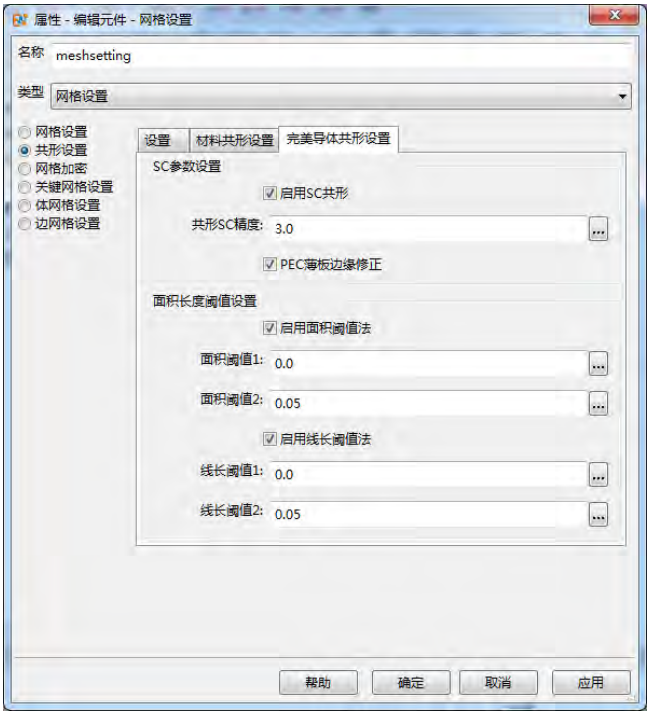 属性 - 编辑元件 - 网格设置
名称 meshsetting
类型 网格设置
网格设置
共形设置
网格加密
关键网格设置
体网格设置
边网格设置
设置 材料共形设置 完美导体共形设置
SC参数设置
启用SC共形
共形SC精度: 3.0 ...
PEC薄板边缘修正
面积长度阈值设置
启用面积阈值法
面积阈值1: 0.0 ...
面积阈值2: 0.05 ...
启用线长阈值法
线长阈值1: 0.0 ...
线长阈值2: 0.05 ...
帮助 确定 取消 应用